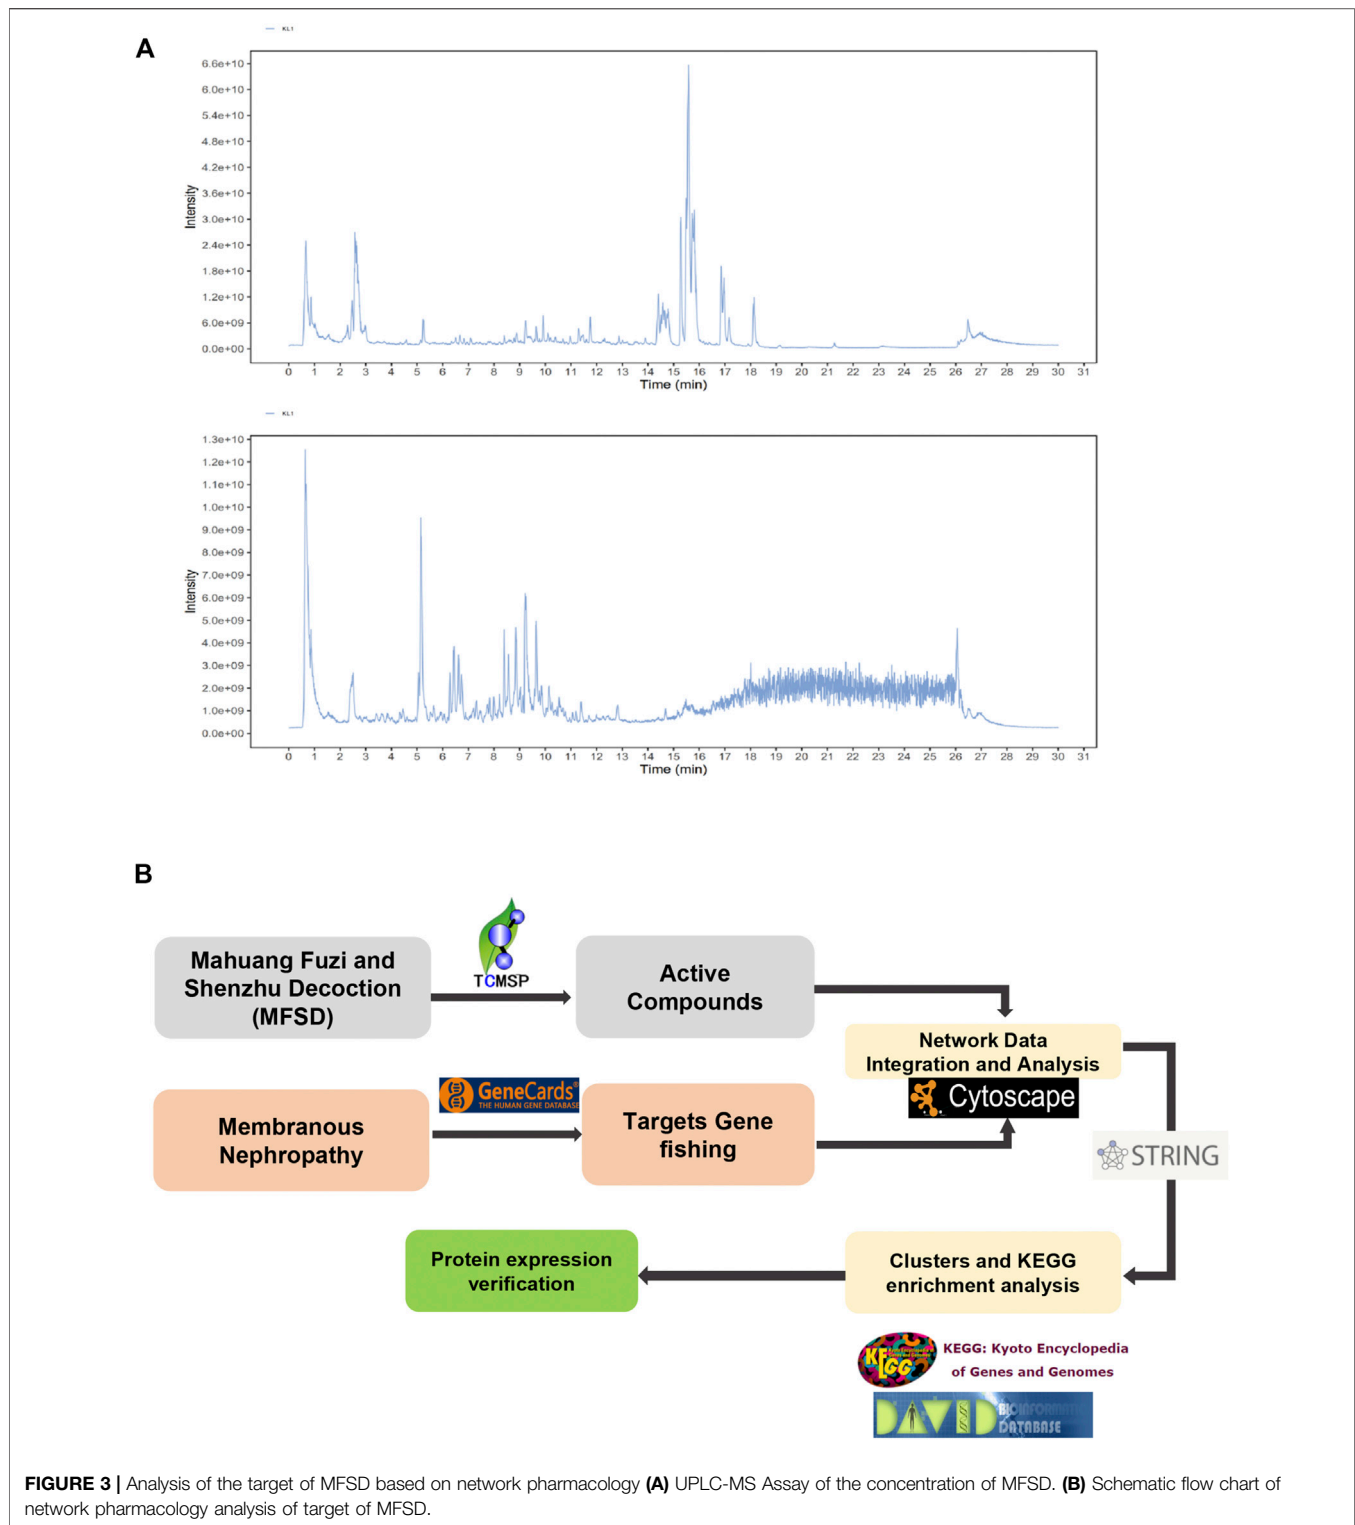 A
KL1
6.6e+10
6.0e+10
5.4e+10
4.8e+10
4.2e+10
3.6e+10
3.0e+10
2.4e+10
1.8e+10
1.2e+10
6.0e+09
0.0e+00
Intensity
0 1 2 3 4 5 6 7 8 9 10 11 12 13 14 15 16 17 18 19 20 21 22 23 24 25 26 27 28 29 30 31
Time (min)
KL1
1.3e+10
1.2e+10
1.1e+10
1.0e+10
9.0e+09
8.0e+09
7.0e+09
6.0e+09
5.0e+09
4.0e+09
3.0e+09
2.0e+09
1.0e+09
0.0e+00
Intensity
0 1 2 3 4 5 6 7 8 9 10 11 12 13 14 15 16 17 18 19 20 21 22 23 24 25 26 27 28 29 30 31
Time (min)
B
Mahuang Fuzi and
Shenzhu Decoction
(MFSD)
TCMSP
Active
Compounds
Network Data
Integration and Analysis
Cytoscape
Membranous
Nephropathy
GeneCards®
THE HUMAN GENE DATABASE
Targets Gene
fishing
STRING
Protein expression
verification
Clusters and KEGG
enrichment analysis
KEGG
KEGG: Kyoto Encyclopedia
of Genes and Genomes
DAVID
DATABASE
FIGURE 3 | Analysis of the target of MFSD based on network pharmacology (A) UPLC-MS Assay of the concentration of MFSD. (B) Schematic flow chart of
network pharmacology analysis of target of MFSD.